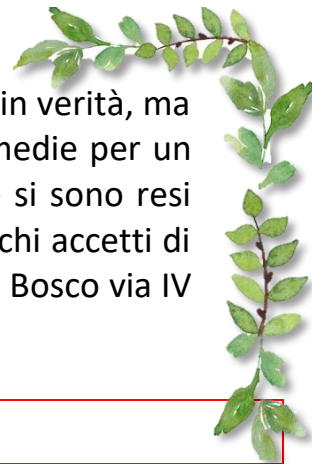 in verità, ma
medie per un
si sono resi
chi accetti di
Bosco via IV